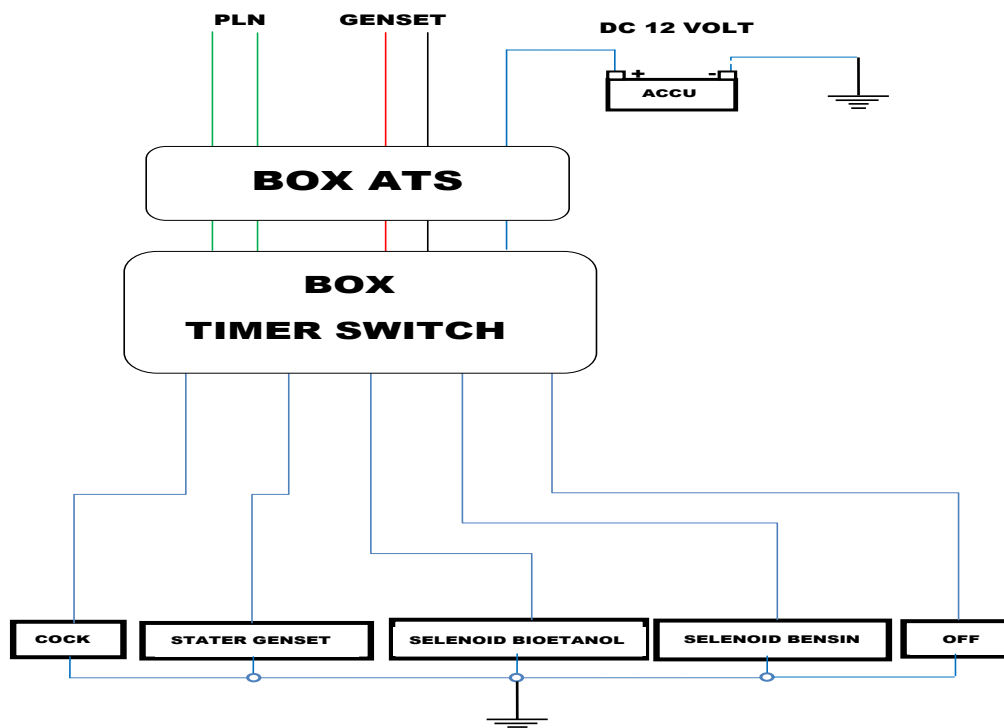 PLN
GENSET
DC 12 VOLT
+
-
ACCU
BOX ATS
BOX
TIMER SWITCH
COCK
STATER GENSET
SELENOID BIOETANOL
SELENOID BENSIN
OFF